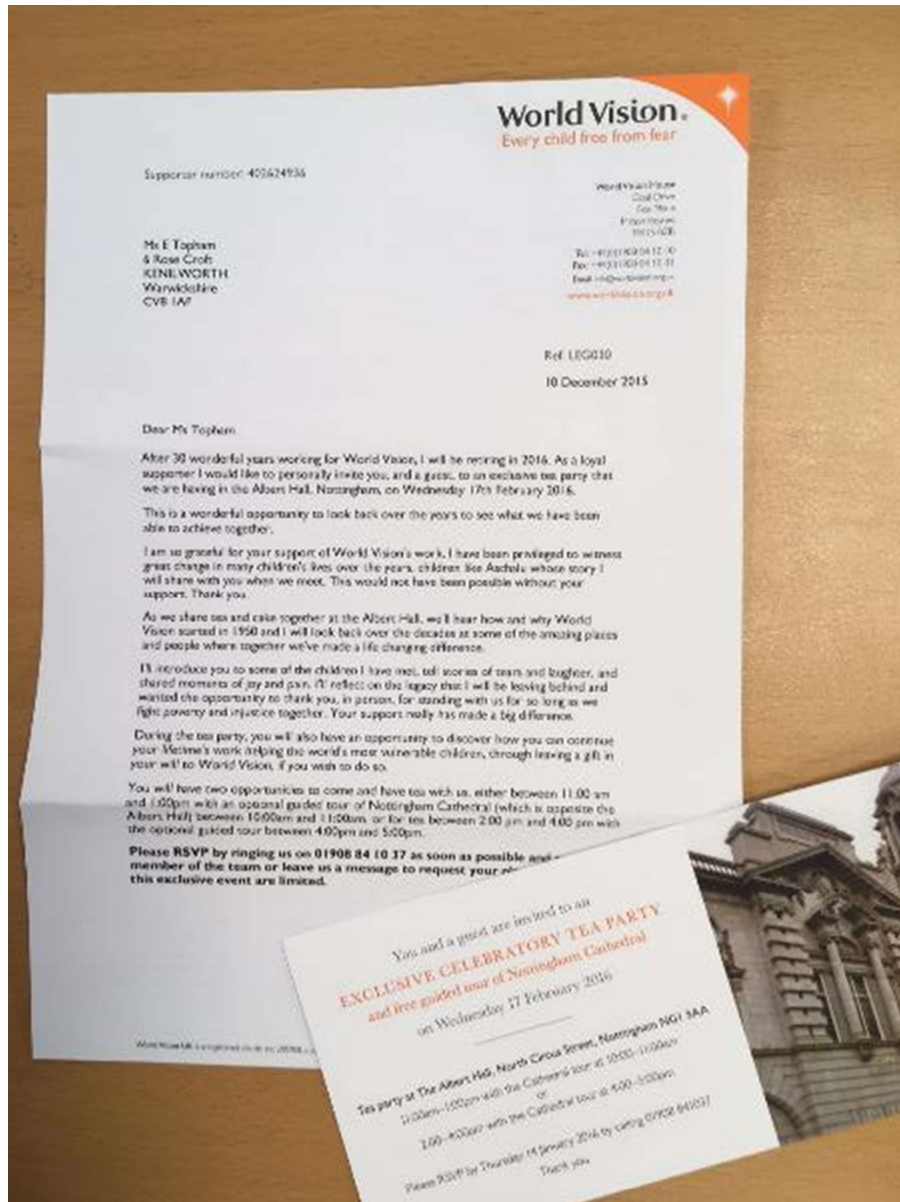 World Vision
Every child free from fear
Supporter number: 405624936
World Vision House
Fox Milne
Milton Keynes
www.worldvision.org.uk
Ms E Topham
6 Rose Croft
KENILWORTH
Warwickshire
CV8 1AF
Ref: LEG030
10 December 2015
Dear Ms Topham
After 30 wonderful years working for World Vision, I will be retiring in 2016. As a loyal
supporter I would like to personally invite you, and a guest, to an exclusive tea party that
we are having in the Albert Hall, Nottingham, on Wednesday 17th February 2016.
This is a wonderful opportunity to look back over the years to see what we have been
able to achieve together.
I am so grateful for your support of World Vision's work. I have been privileged to witness
great change in many children's lives over the years, children like Aschalu whose story I
will share with you when we meet. This would not have been possible without your
support. Thank you.
As we share tea and cake together at the Albert Hall, we'll hear how and why World
Vision started in 1950 and I will look back over the decades at some of the amazing places
and people where together we've made a life changing difference.
I'll introduce you to some of the children I have met, tell stories of tears and laughter, and
shared moments of joy and pain. I'll reflect on the legacy that I will be leaving behind and
wanted the opportunity to thank you, in person, for standing with us for so long as we
fight poverty and injustice together. Your support really has made a big difference.
During the tea party, you will also have an opportunity to discover how you can continue
your lifetime's work helping the world's most vulnerable children, through leaving a gift in
your will to World Vision, if you wish to do so.
You will have two opportunities to come and have tea with us, either between 11:00 am
and 1:00pm with an optional guided tour of Nottingham Cathedral (which is opposite the
Albert Hall) between 10:00am and 11:00am, or for tea between 2:00 pm and 4:00 pm with
the optional guided tour between 4:00pm and 5:00pm.
Please RSVP by ringing us on 01908 84 10 37 as soon as possible and
member of the team or leave us a message to request your
this exclusive event are limited.
You and a guest are invited to an
EXCLUSIVE CELEBRATORY TEA PARTY
and free guided tour of Nottingham Cathedral
on Wednesday 17 February 2016
Tea party at The Albert Hall, North Circus Street, Nottingham NG1 5AA
11:00am–1:00pm with the Cathedral tour at 10:00–11:00am
or
2:00–4:00pm with the Cathedral tour at 4:00–5:00pm
Please RSVP by Thursday 14 January 2016 by calling 01908 841037
Thank you